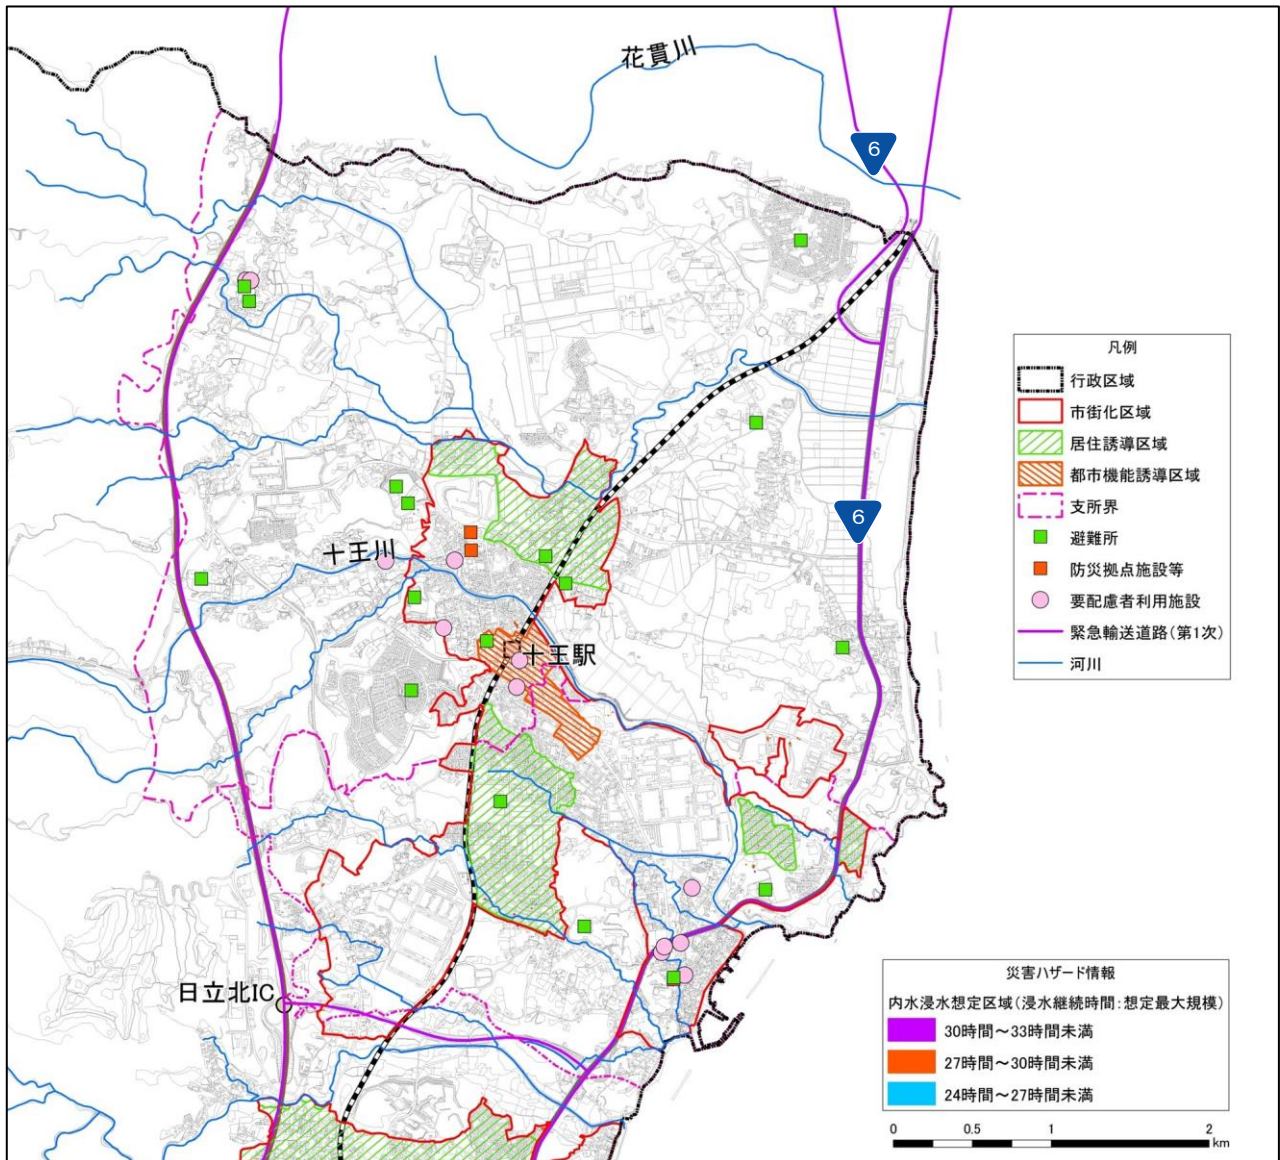 花貫川
6
凡例
行政区域
市街化区域
居住誘導区域
都市機能誘導区域
支所界
避難所
防災拠点施設等
要配慮者利用施設
緊急輸送道路(第1次)
河川
6
十王川
十王駅
日立北IC
災害ハザード情報
内水浸水想定区域(浸水継続時間:想定最大規模)
30時間~33時間未満
27時間~30時間未満
24時間~27時間未満
0 0.5 1 2
km